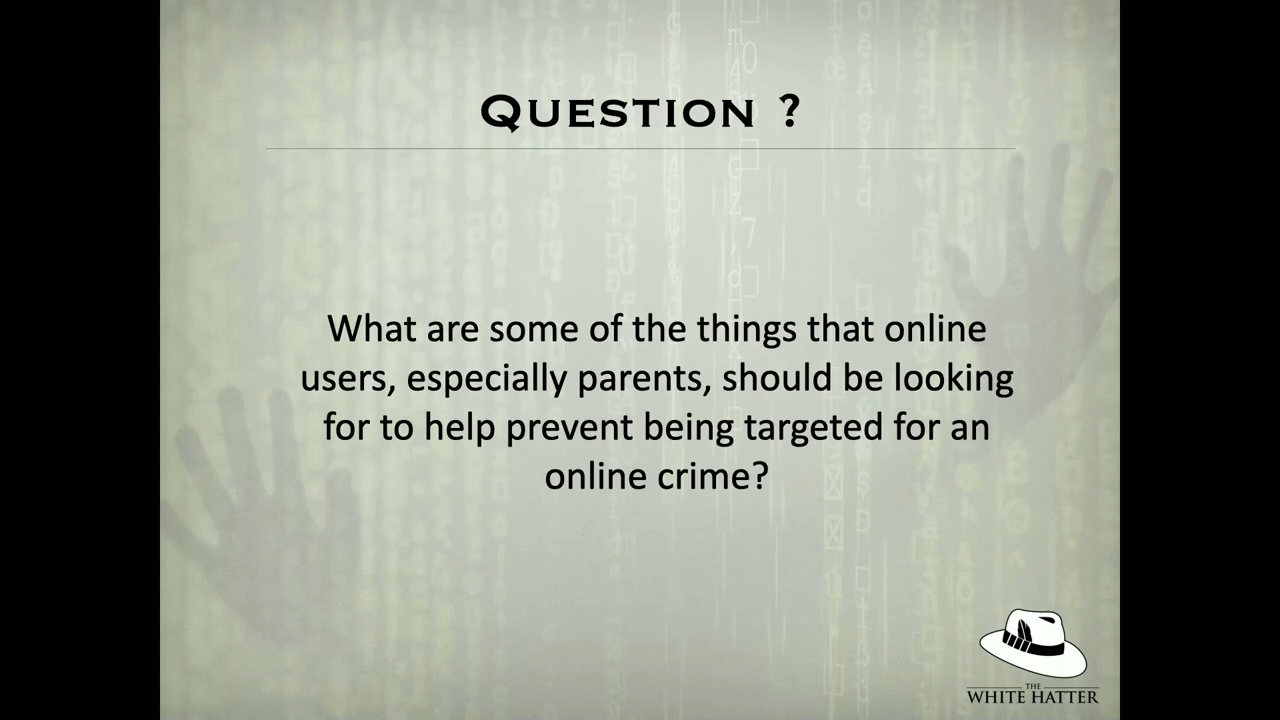 QUESTION ?
What are some of the things that online
users, especially parents, should be looking
for to help prevent being targeted for an
online crime?
THE
WHITE HATTER